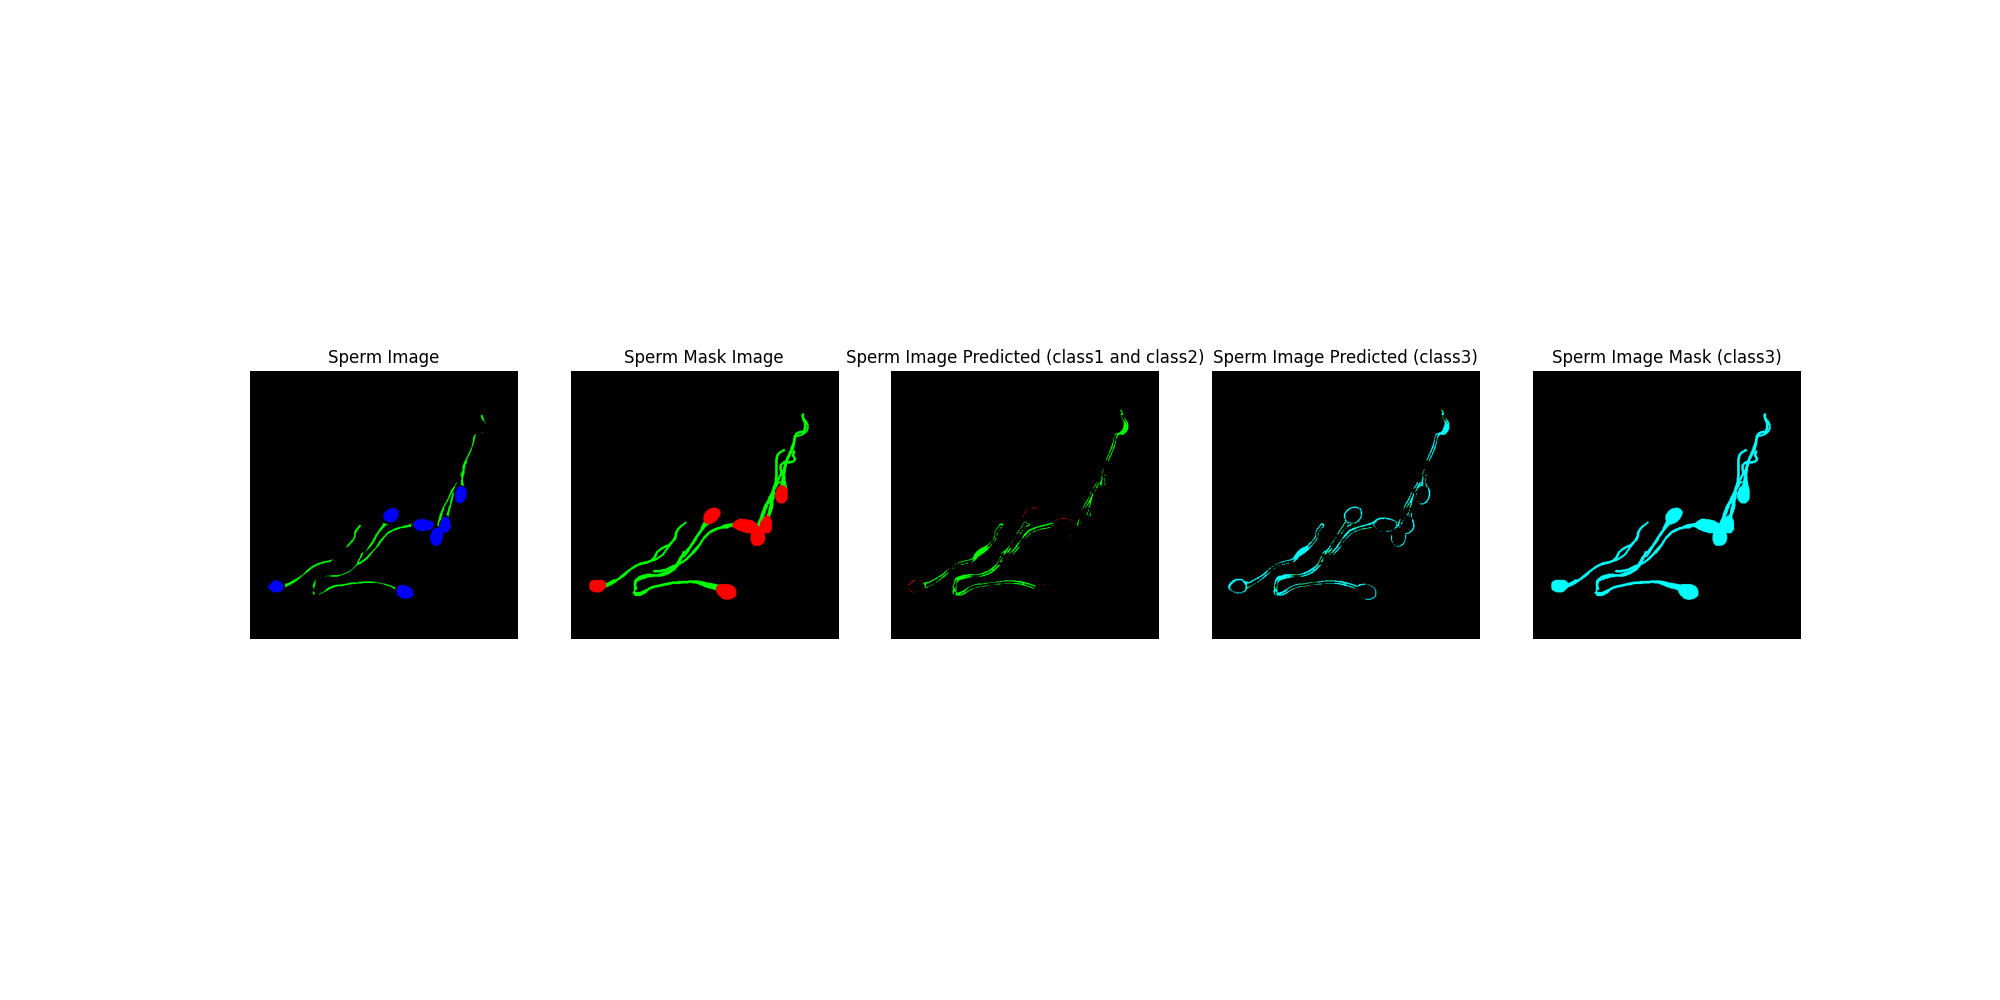 Sperm Image
Sperm Mask Image
Sperm Image Predicted (class1 and class2)
Sperm Image Predicted (class3)
Sperm Image Mask (class3)